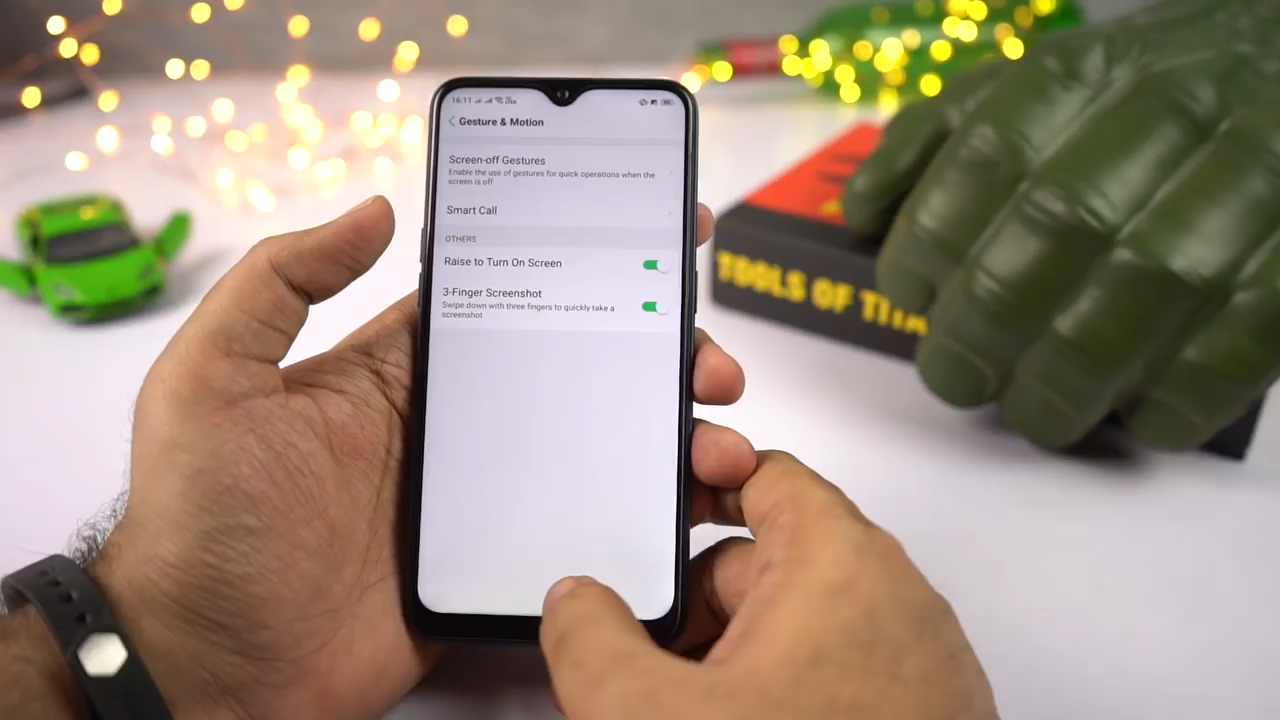 16:11
Gesture & Motion
Screen-off Gestures
Enable the use of gestures for quick operations when the
screen is off
Smart Call
OTHERS
Raise to Turn On Screen
3-Finger Screenshot
Swipe down with three fingers to quickly take a
screenshot
TOOLS OF